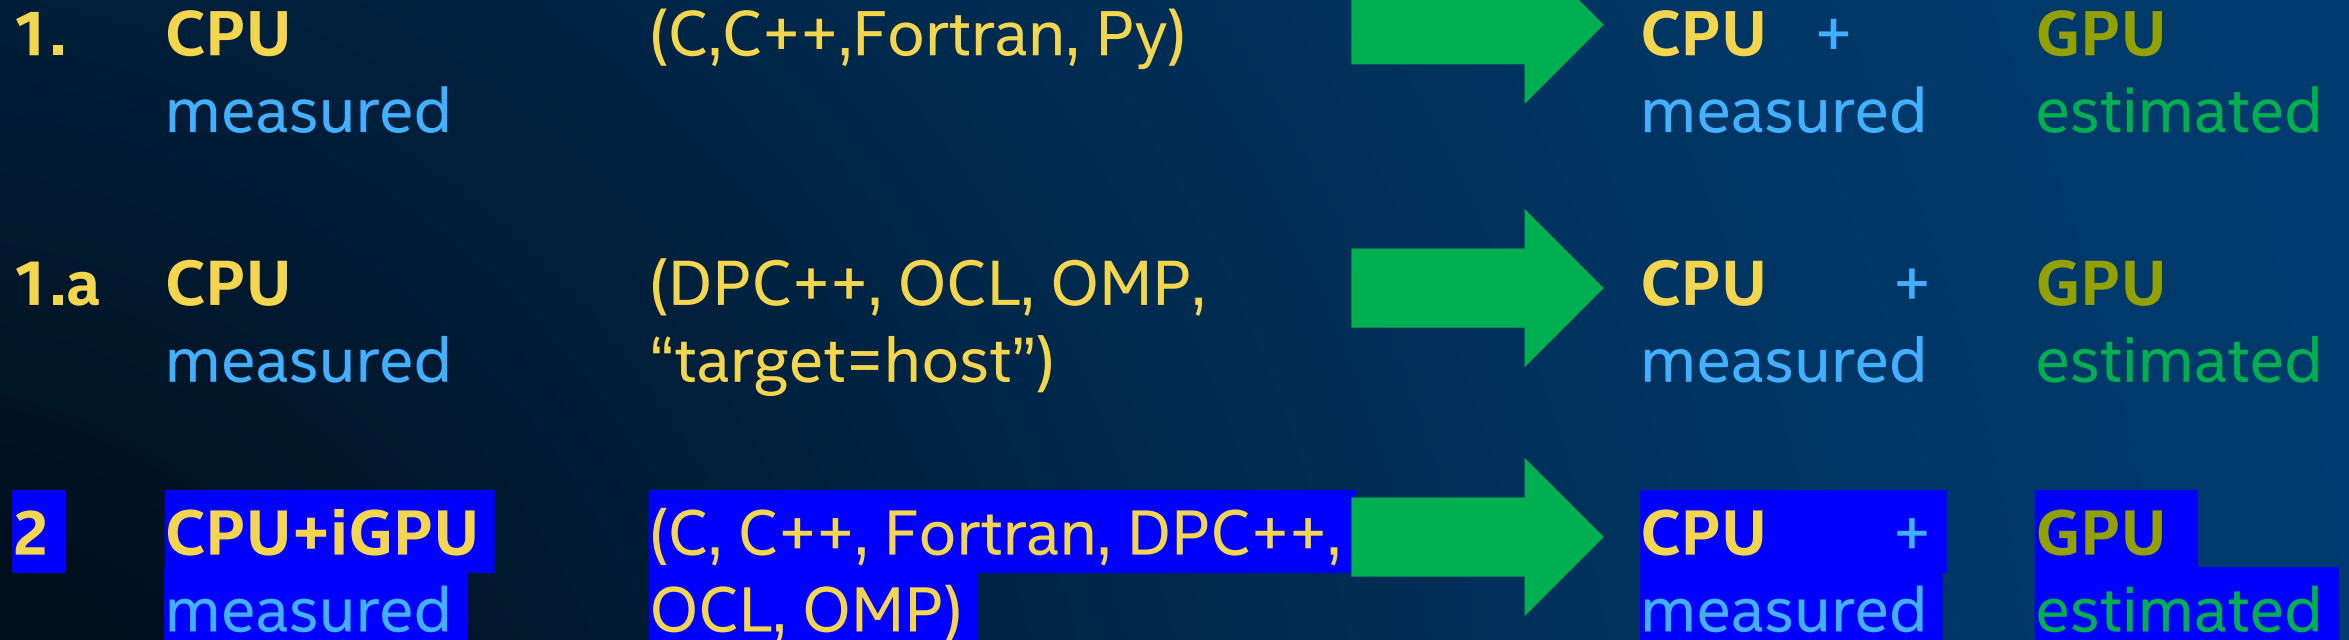 1. CPU (C,C++,Fortran, Py) CPU + GPU
measured measured estimated
1.a CPU (DPC++, OCL, OMP, CPU + GPU
measured “target=host”) measured estimated
2 CPU+iGPU (C, C++, Fortran, DPC++, CPU + GPU
measured OCL, OMP) measured estimated